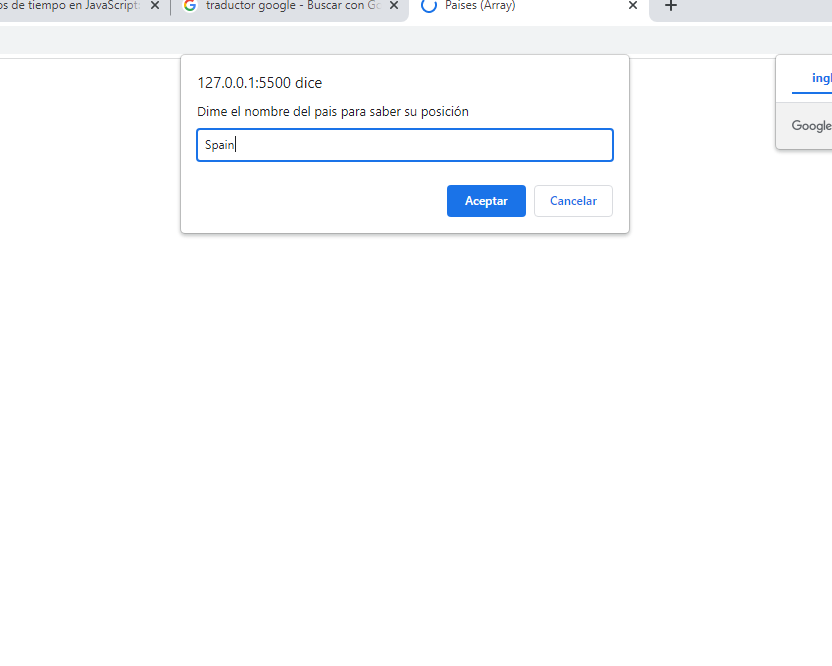 os de tiempo en JavaScript:
traductor google - Buscar con Go
Paises (Array)
127.0.0.1:5500 dice
Dime el nombre del pais para saber su posición
Spain
Aceptar
Cancelar
ingl
Google